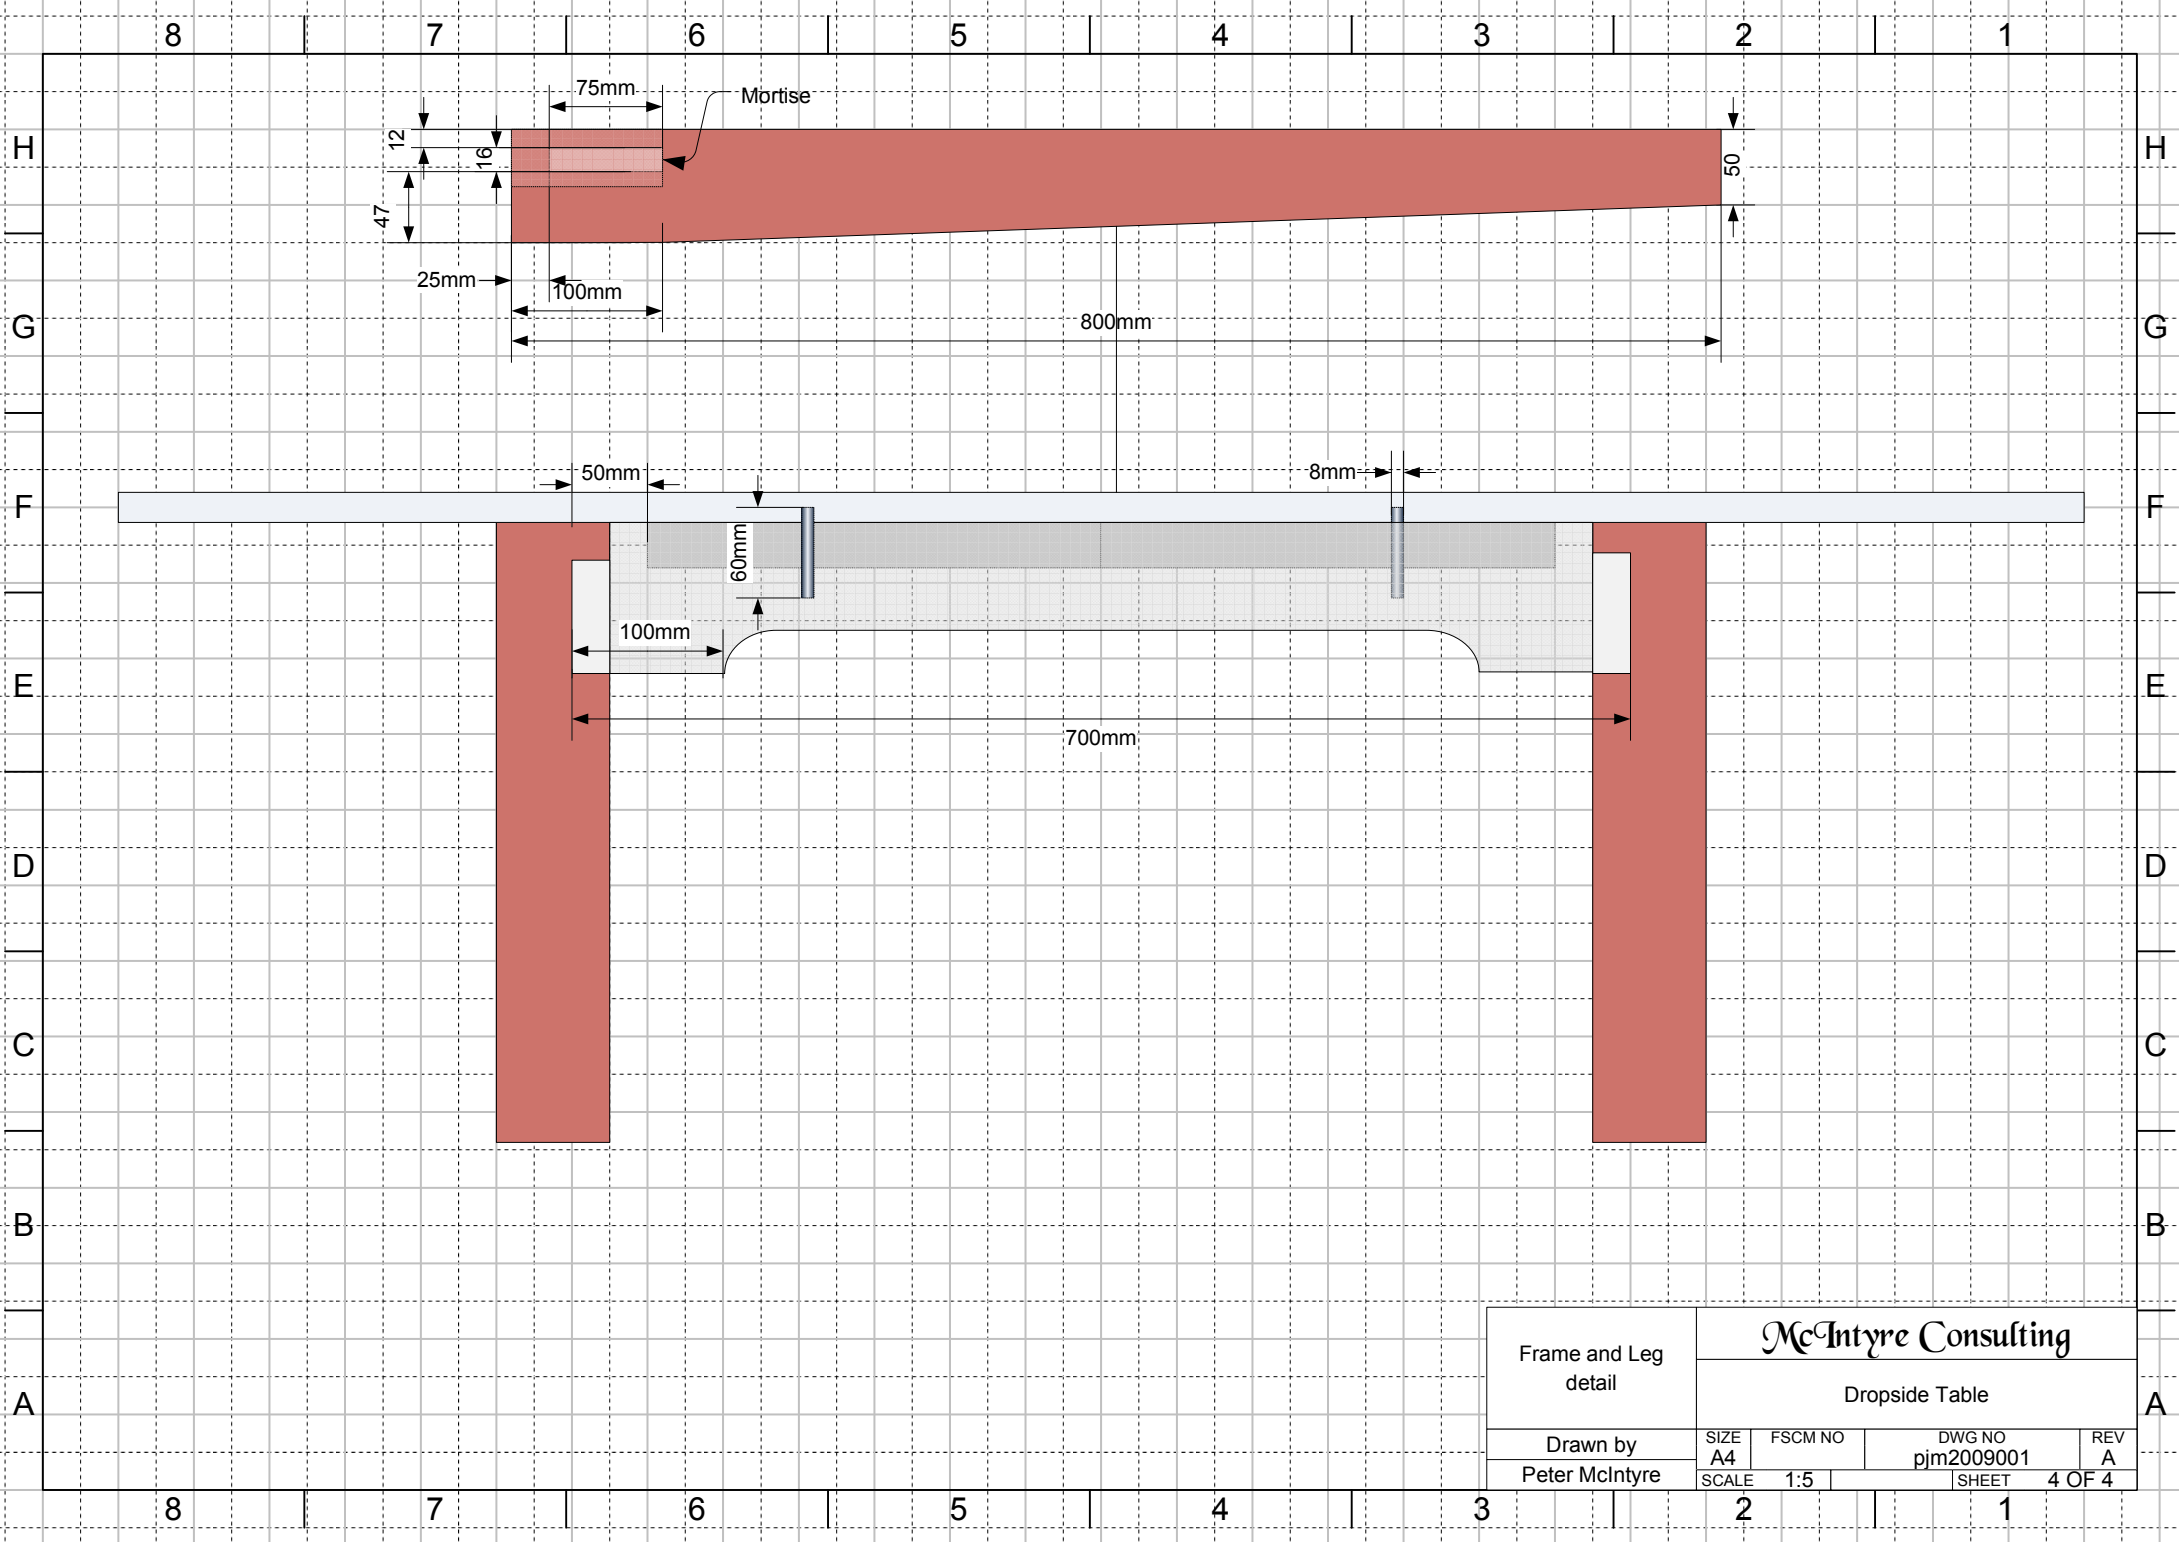 8 7 6 5 4 3 2 1
75mm
Mortise
12
16
H H
50
47
25mm
100mm
G 800mm G
50mm
8mm
F F
60mm
100mm
E E
700mm
D D
C C
B B
McIntyre Consulting
Frame and Leg
detail
Dropside Table
A A
SIZE FSCM NO DWG NO REV
Drawn by
A4 pjm2009001 A
Peter McIntyre
SCALE 1:5 SHEET 4 OF 4
8 7 6 5 4 3 2 1